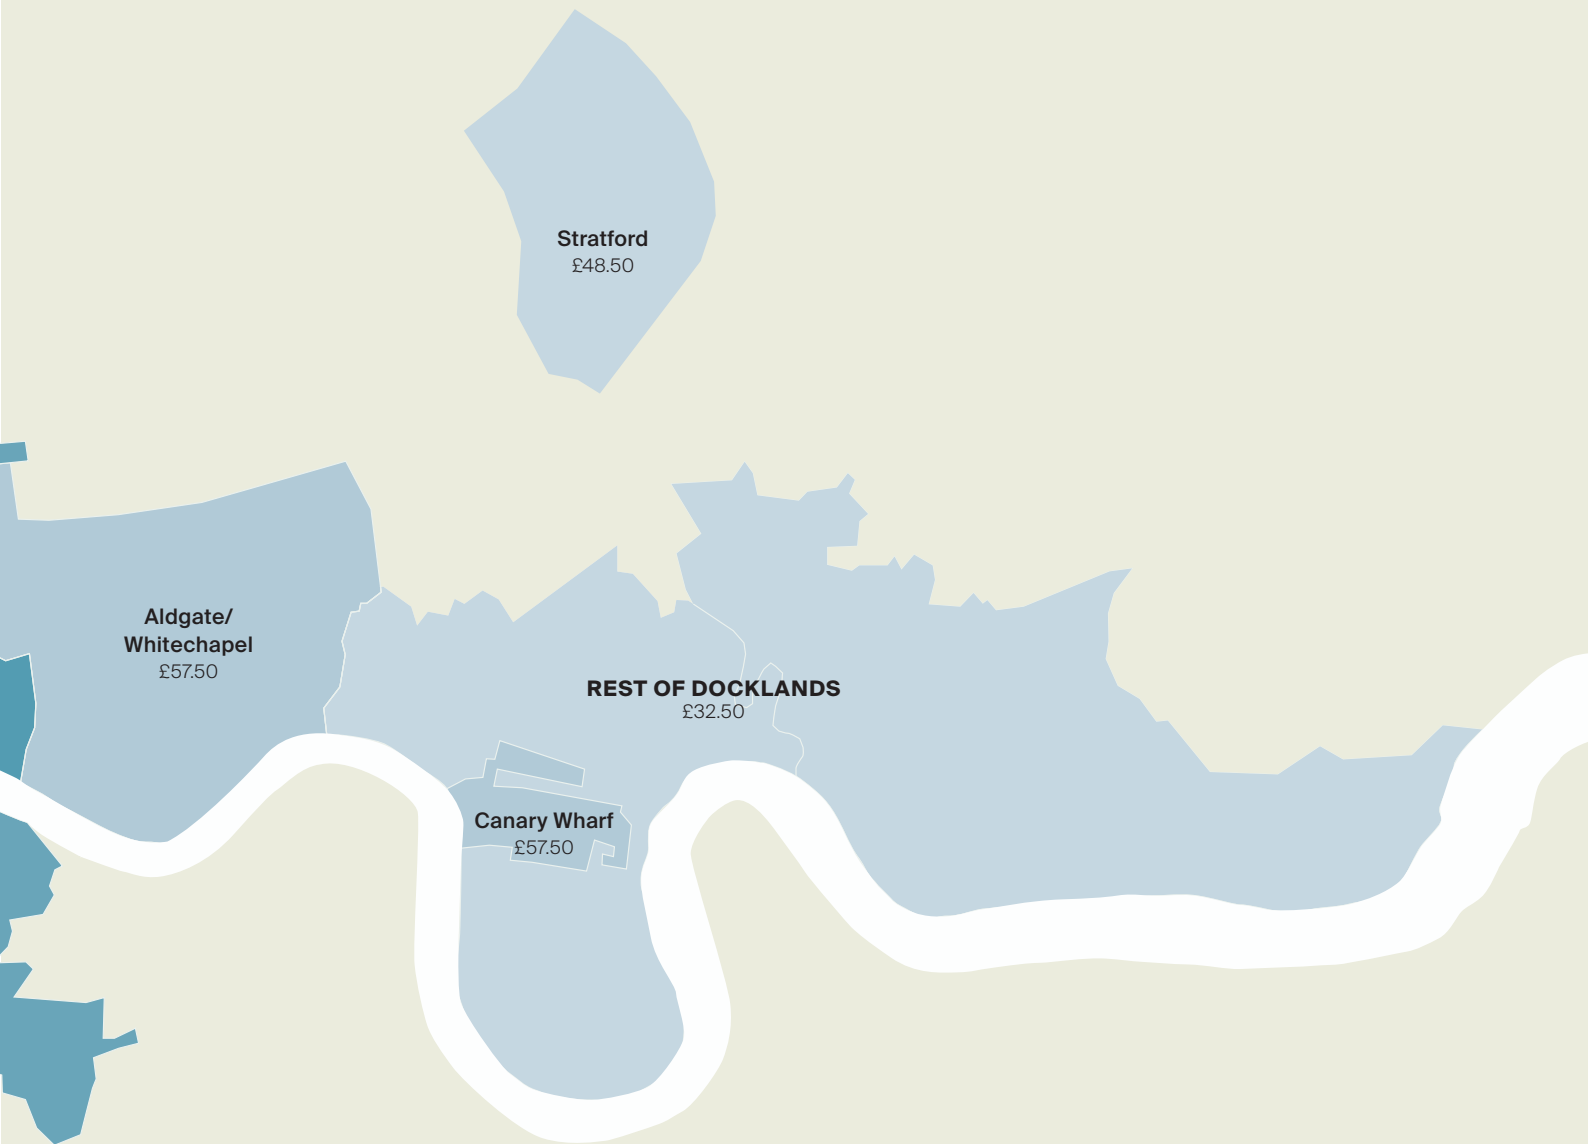 Stratford
£48.50
Aldgate/
Whitechapel
£57.50
REST OF DOCKLANDS
£32.50
Canary Wharf
£57.50